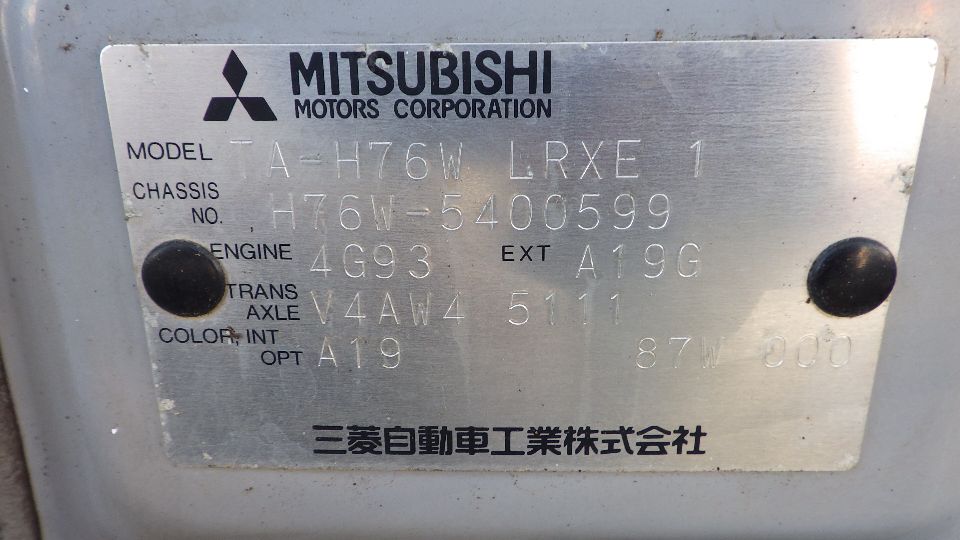 MITSUBISHI
MOTORS CORPORATION
MODEL TA-H76W LRXE 1
CHASSIS NO. H76W-5400599
ENGINE 4G93 EXT A19G
TRANS AXLE V4AW4 5111
COLOR, INT OPT A19 87W 000
三菱自動車工業株式会社